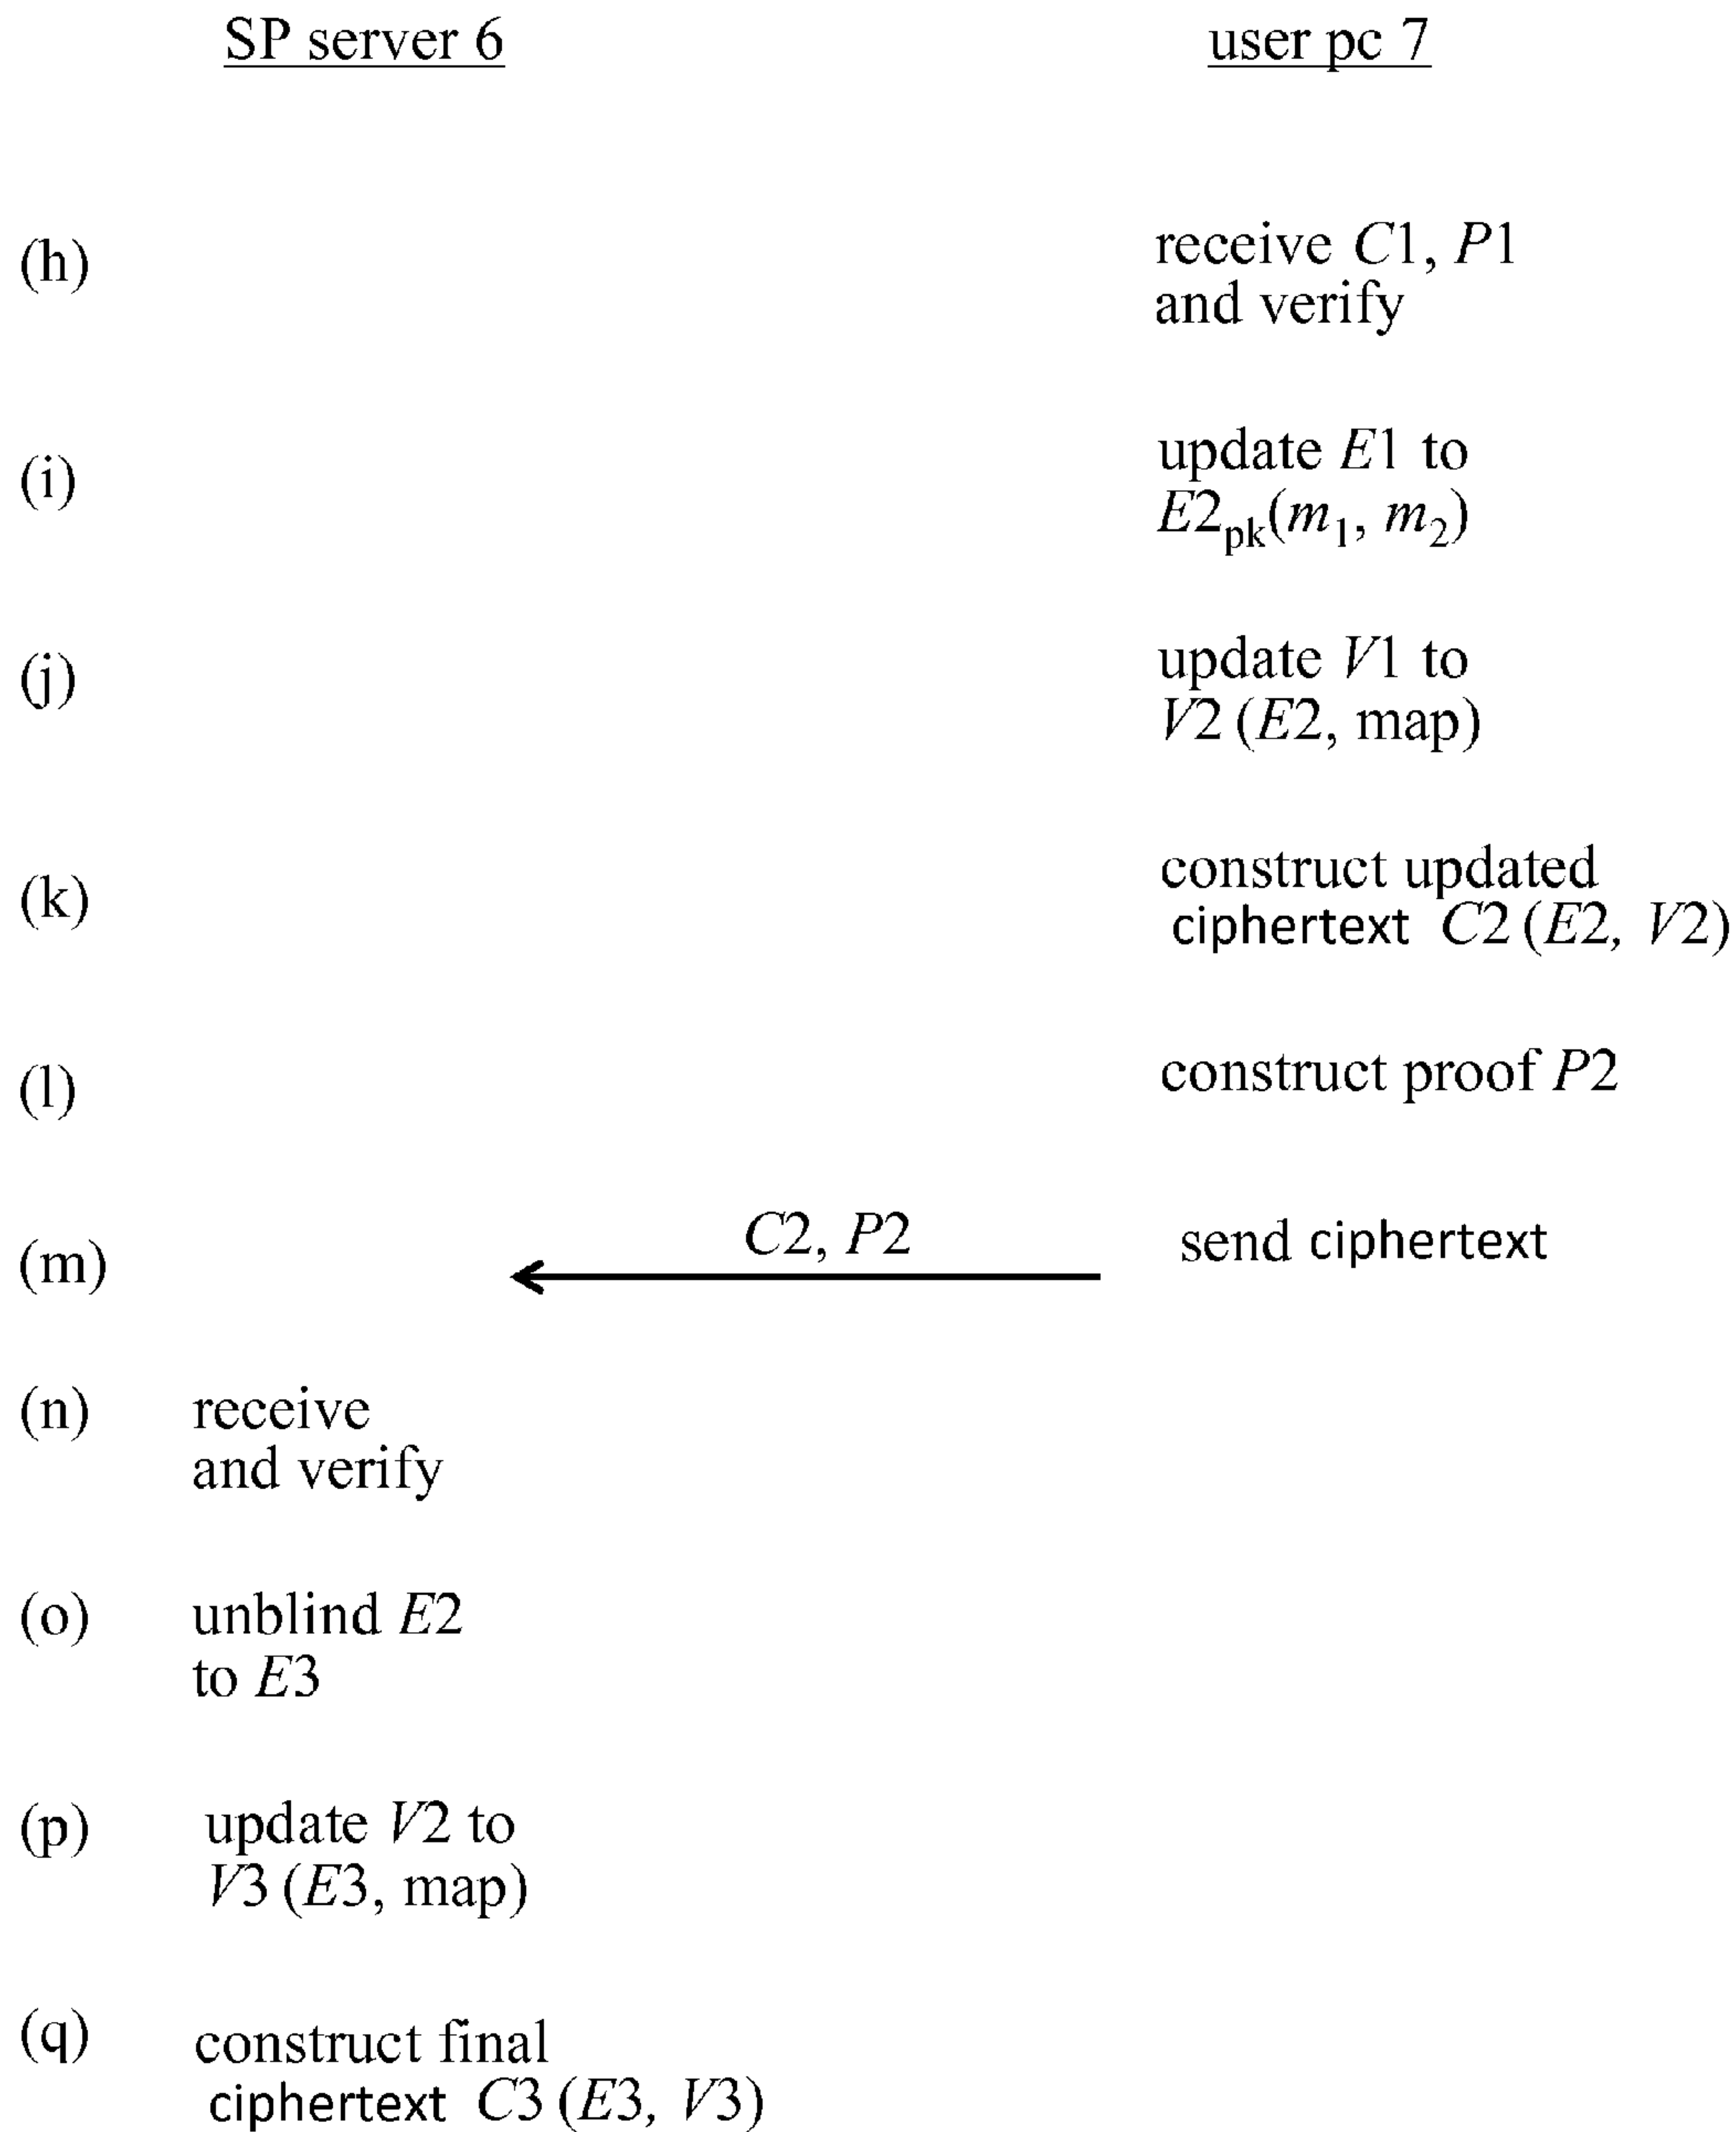 SP server 6 user pc 7
(h) receive C1, P1
and verify
(i) update E1 to
E2pk(m1, m2)
(j) update V1 to
V2 (E2, map)
(k) construct updated
ciphertext C2 (E2, V2)
(l) construct proof P2
(m) C2, P2 send ciphertext
(n) receive
and verify
(o) unblind E2
to E3
(p) update V2 to
V3 (E3, map)
(q) construct final
ciphertext C3 (E3, V3)